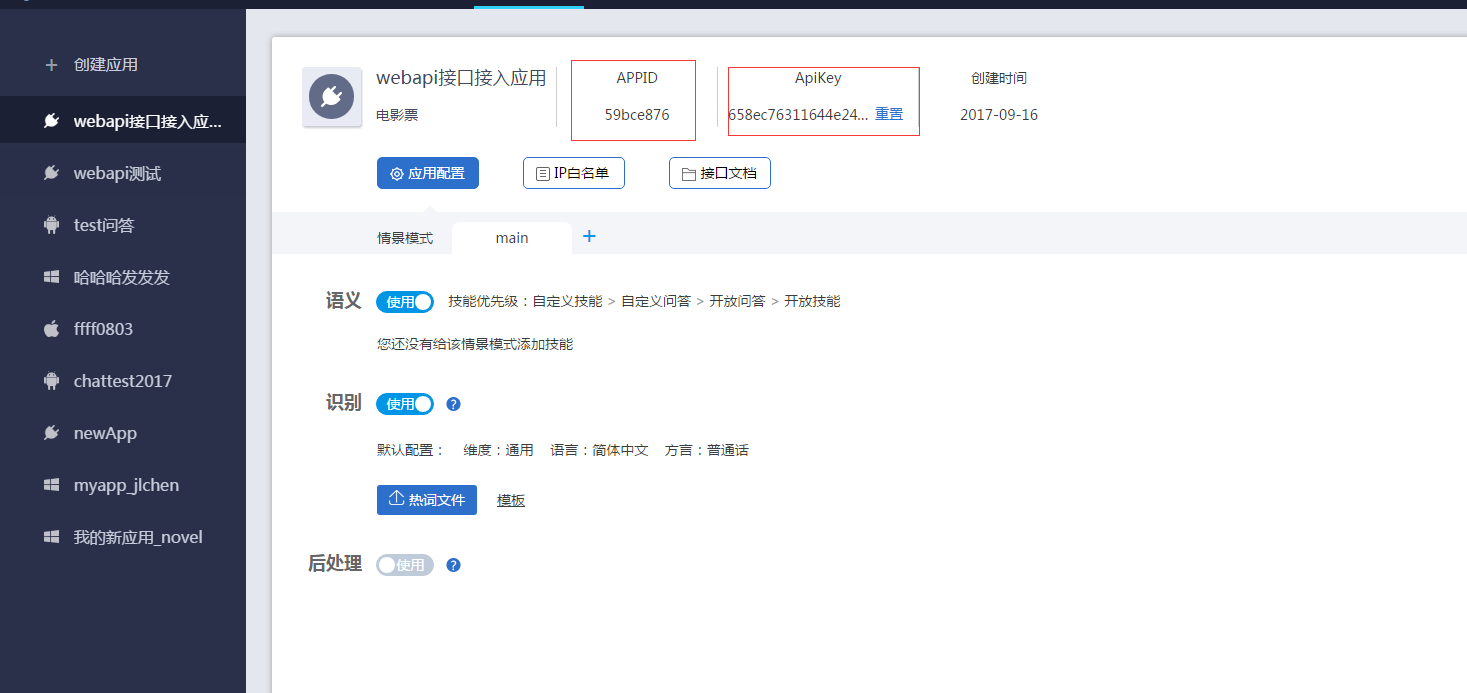 创建应用
webapi接口接入应...
webapi测试
test问答
哈哈哈发发发
ffff0803
chattest2017
newApp
myapp_jlchen
我的新应用_novel
webapi接口接入应用
电影票
APPID
59bce876
ApiKey
658ec76311644e24... 重置
创建时间
2017-09-16
应用配置
IP白名单
接口文档
情景模式 main +
语义 使用 技能优先级：自定义技能 > 自定义问答 > 开放问答 > 开放技能
您还没有给该情景模式添加技能
识别 使用 ?
默认配置： 维度：通用 语言：简体中文 方言：普通话
热词文件 模板
后处理 使用 ?